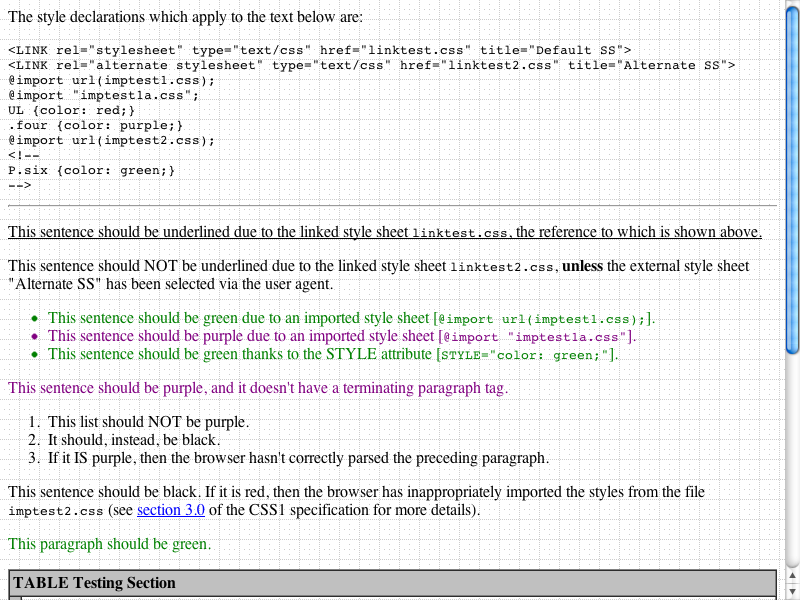 The style declarations which apply to the text below are:
<LINK rel="stylesheet" type="text/css" href="linktest.css" title="Default SS">
<LINK rel="alternate stylesheet" type="text/css" href="linktest2.css" title="Alternate SS">
@import url(imptest1.css);
@import "imptest1a.css";
UL {color: red;}
.four {color: purple;}
@import url(imptest2.css);
<!--
P.six {color: green;}
-->
This sentence should be underlined due to the linked style sheet linktest.css, the reference to which is shown above.
This sentence should NOT be underlined due to the linked style sheet linktest2.css, unless the external style sheet
"Alternate SS" has been selected via the user agent.
• This sentence should be green due to an imported style sheet [@import url(imptest1.css);].
• This sentence should be purple due to an imported style sheet [@import "imptest1a.css"].
• This sentence should be green thanks to the STYLE attribute [STYLE="color: green;"].
This sentence should be purple, and it doesn't have a terminating paragraph tag.
1. This list should NOT be purple.
2. It should, instead, be black.
3. If it IS purple, then the browser hasn't correctly parsed the preceding paragraph.
This sentence should be black. If it is red, then the browser has inappropriately imported the styles from the file
imptest2.css (see section 3.0 of the CSS1 specification for more details).
This paragraph should be green.
TABLE Testing Section